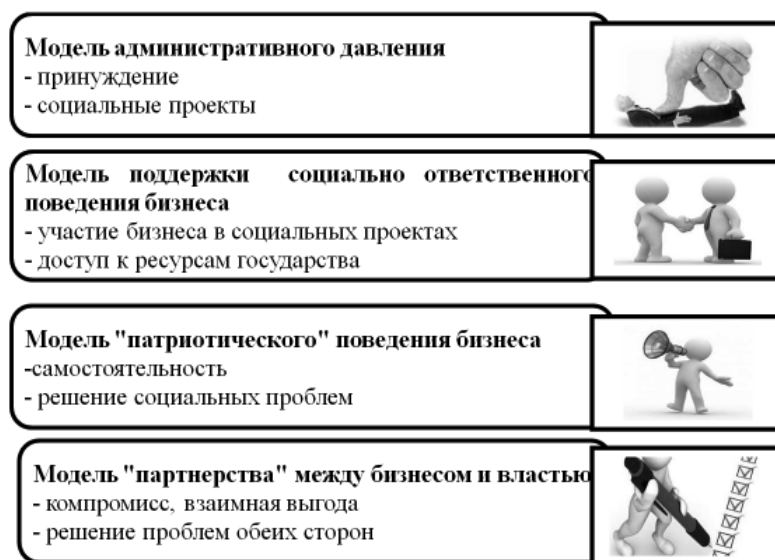 Модель административного давления
- принуждение
- социальные проекты
Модель поддержки социально ответственного
поведения бизнеса
- участие бизнеса в социальных проектах
- доступ к ресурсам государства
Модель "патриотического" поведения бизнеса
-самостоятельность
- решение социальных проблем
Модель "партнерства" между бизнесом и властью
- компромисс, взаимная выгода
- решение проблем обеих сторон